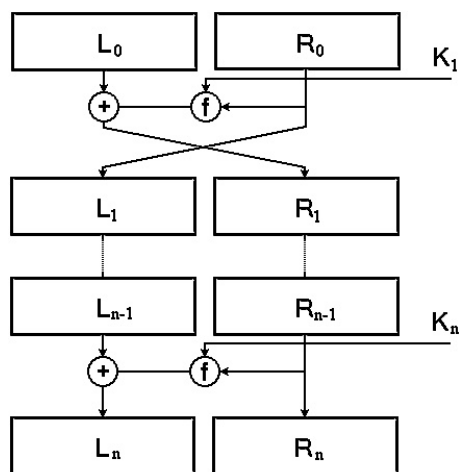 L₀ R₀
K₁
+ f
L₁ R₁
Lₙ₋₁ Rₙ₋₁
Kₙ
+ f
Lₙ Rₙ